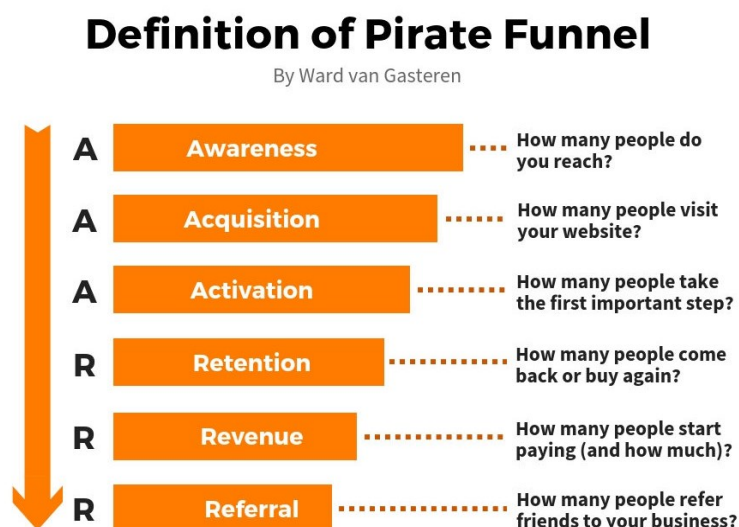 Definition of Pirate Funnel
By Ward van Gasteren
A
Awareness
How many people do
you reach?
A
Acquisition
How many people visit
your website?
A
Activation
How many people take
the first important step?
R
Retention
How many people come
back or buy again?
R
Revenue
How many people start
paying (and how much)?
R
Referral
How many people refer
friends to your business?